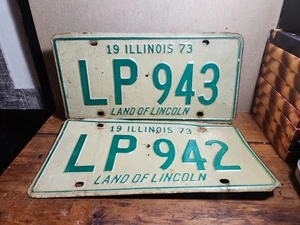 19 ILLINOIS 73
LP 943
LAND OF LINCOLN
19 ILLINOIS 73
LP 942
LAND OF LINCOLN